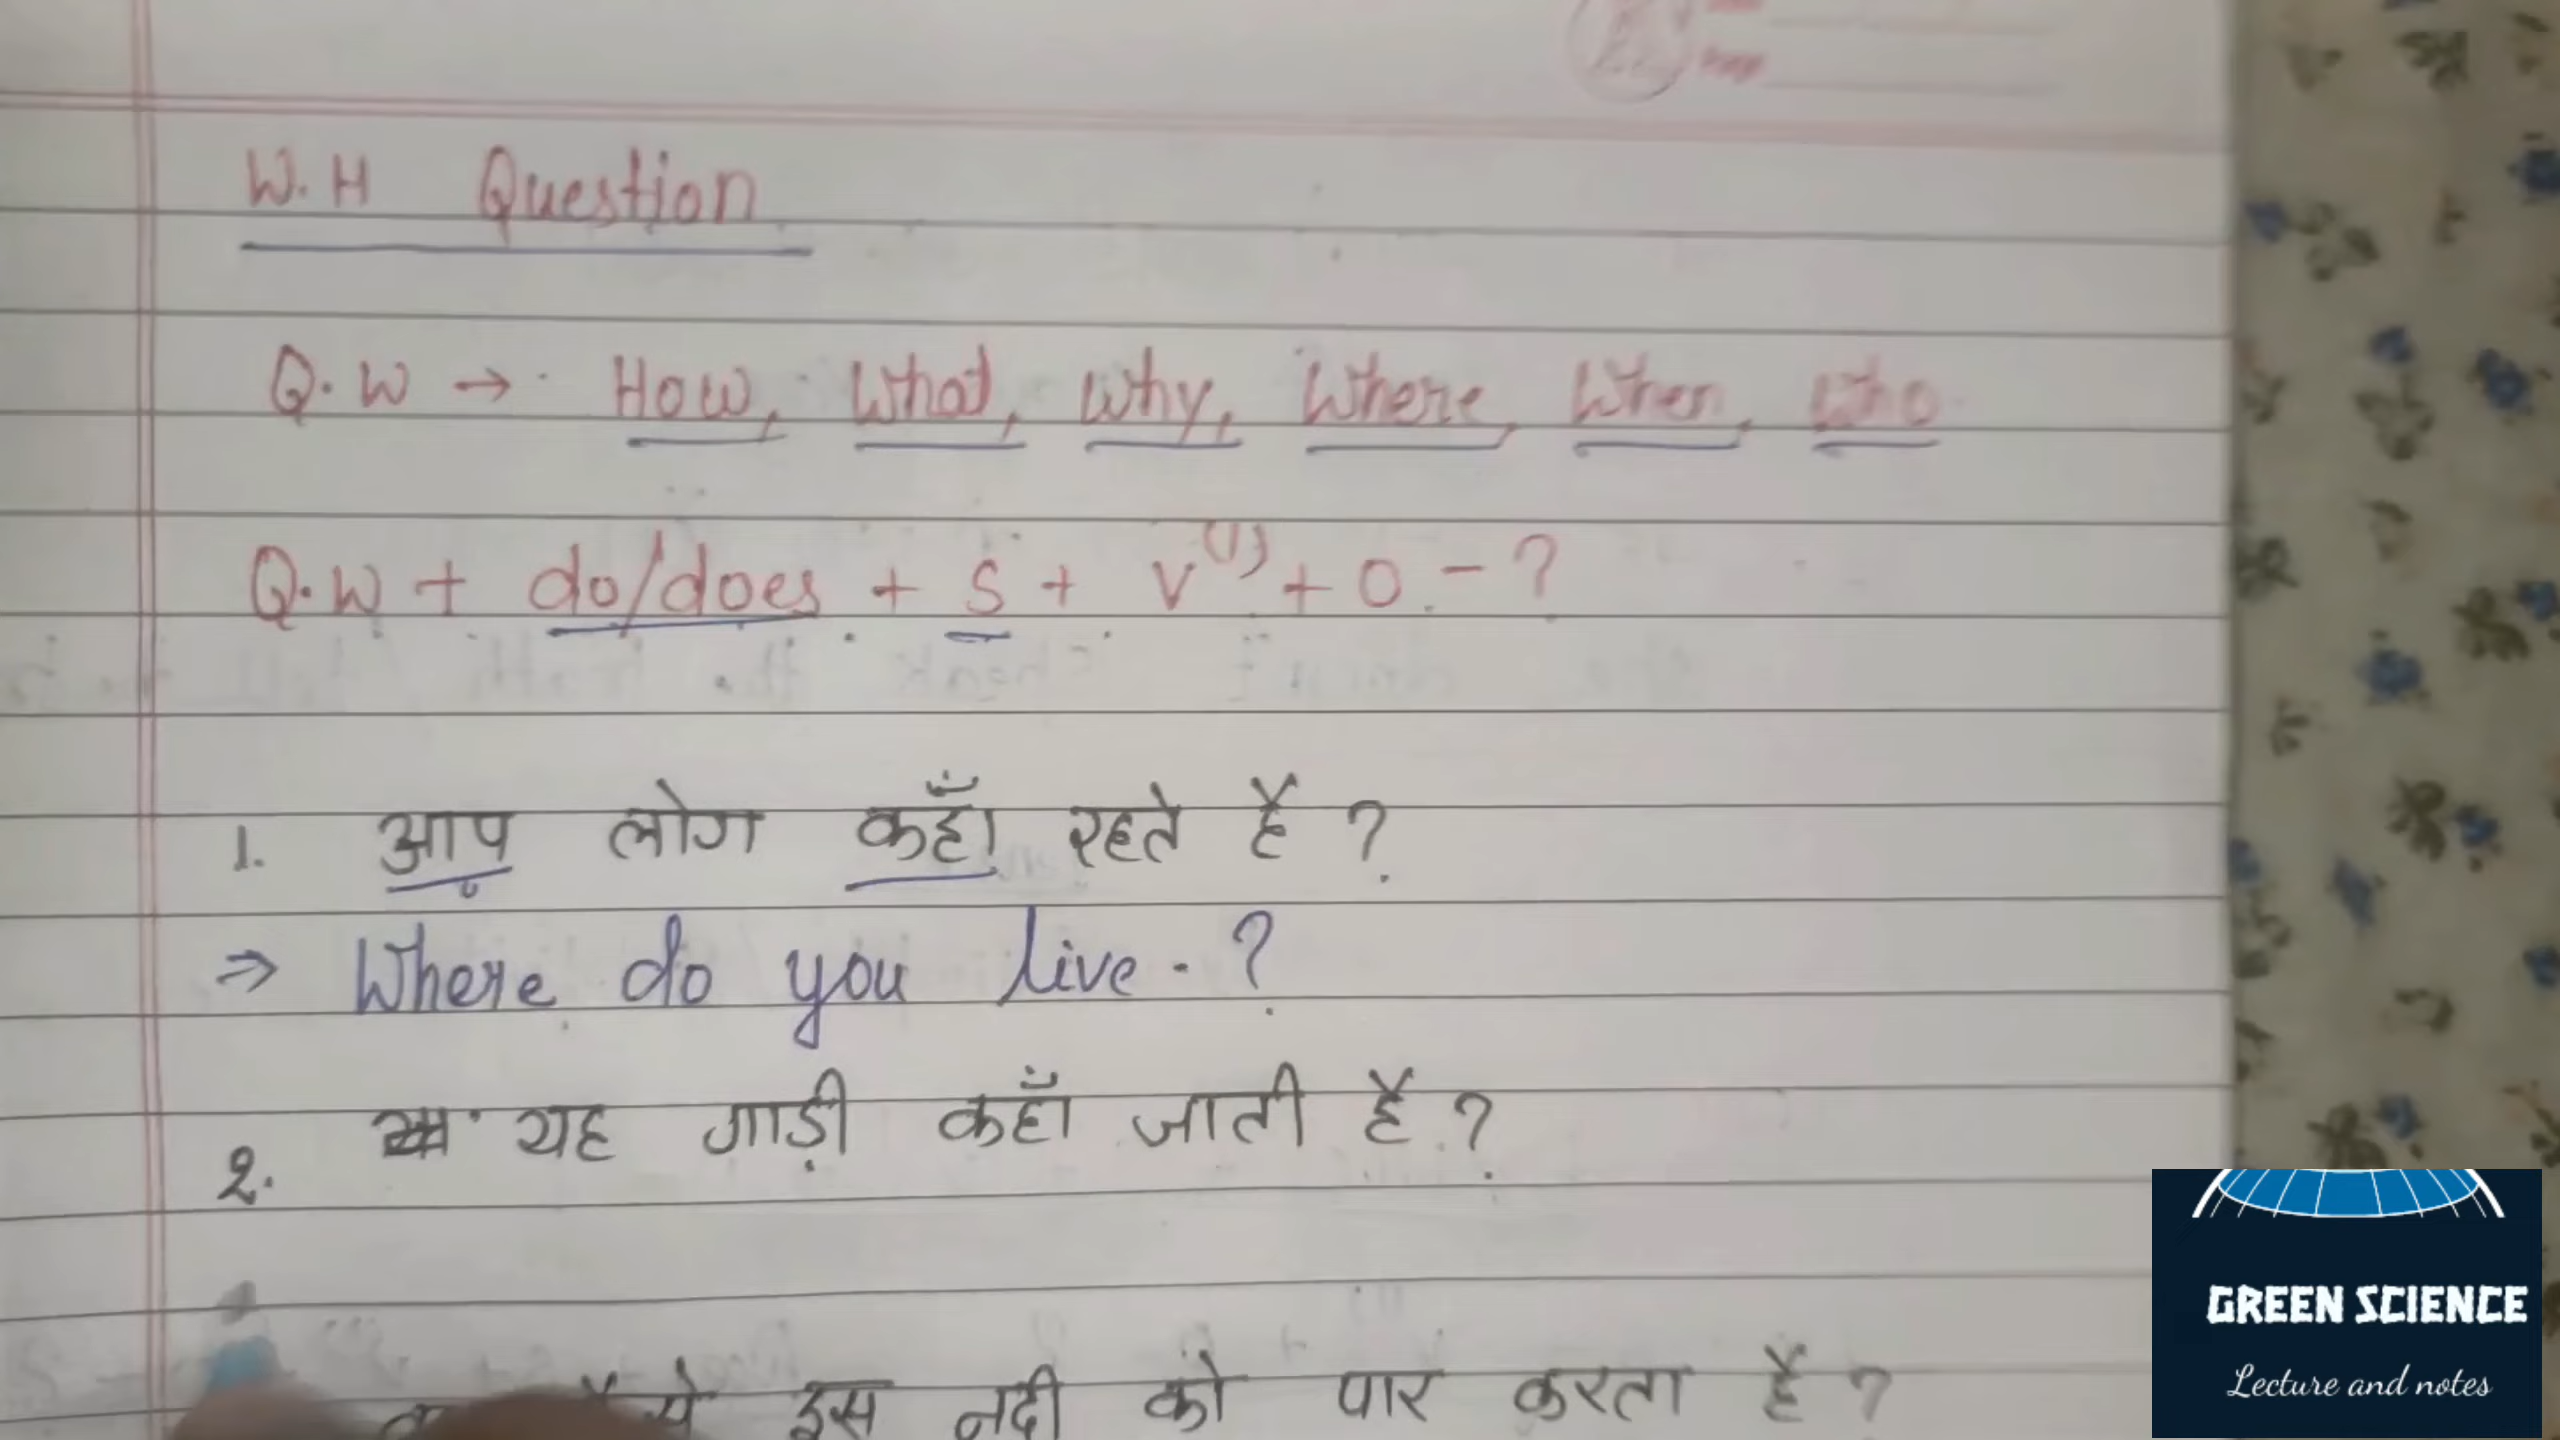 W.H Question
Q.W → How, What, Why, Where, When, Who
Q.W + do/does + S + V(1) + O - ?
1. आप लोग कहाँ रहते है ?
⇒ Where do you live - ?
2. यह गाड़ी कहाँ जाती है ?
इस नदी को पार करता है ?
GREEN SCIENCE
Lecture and notes